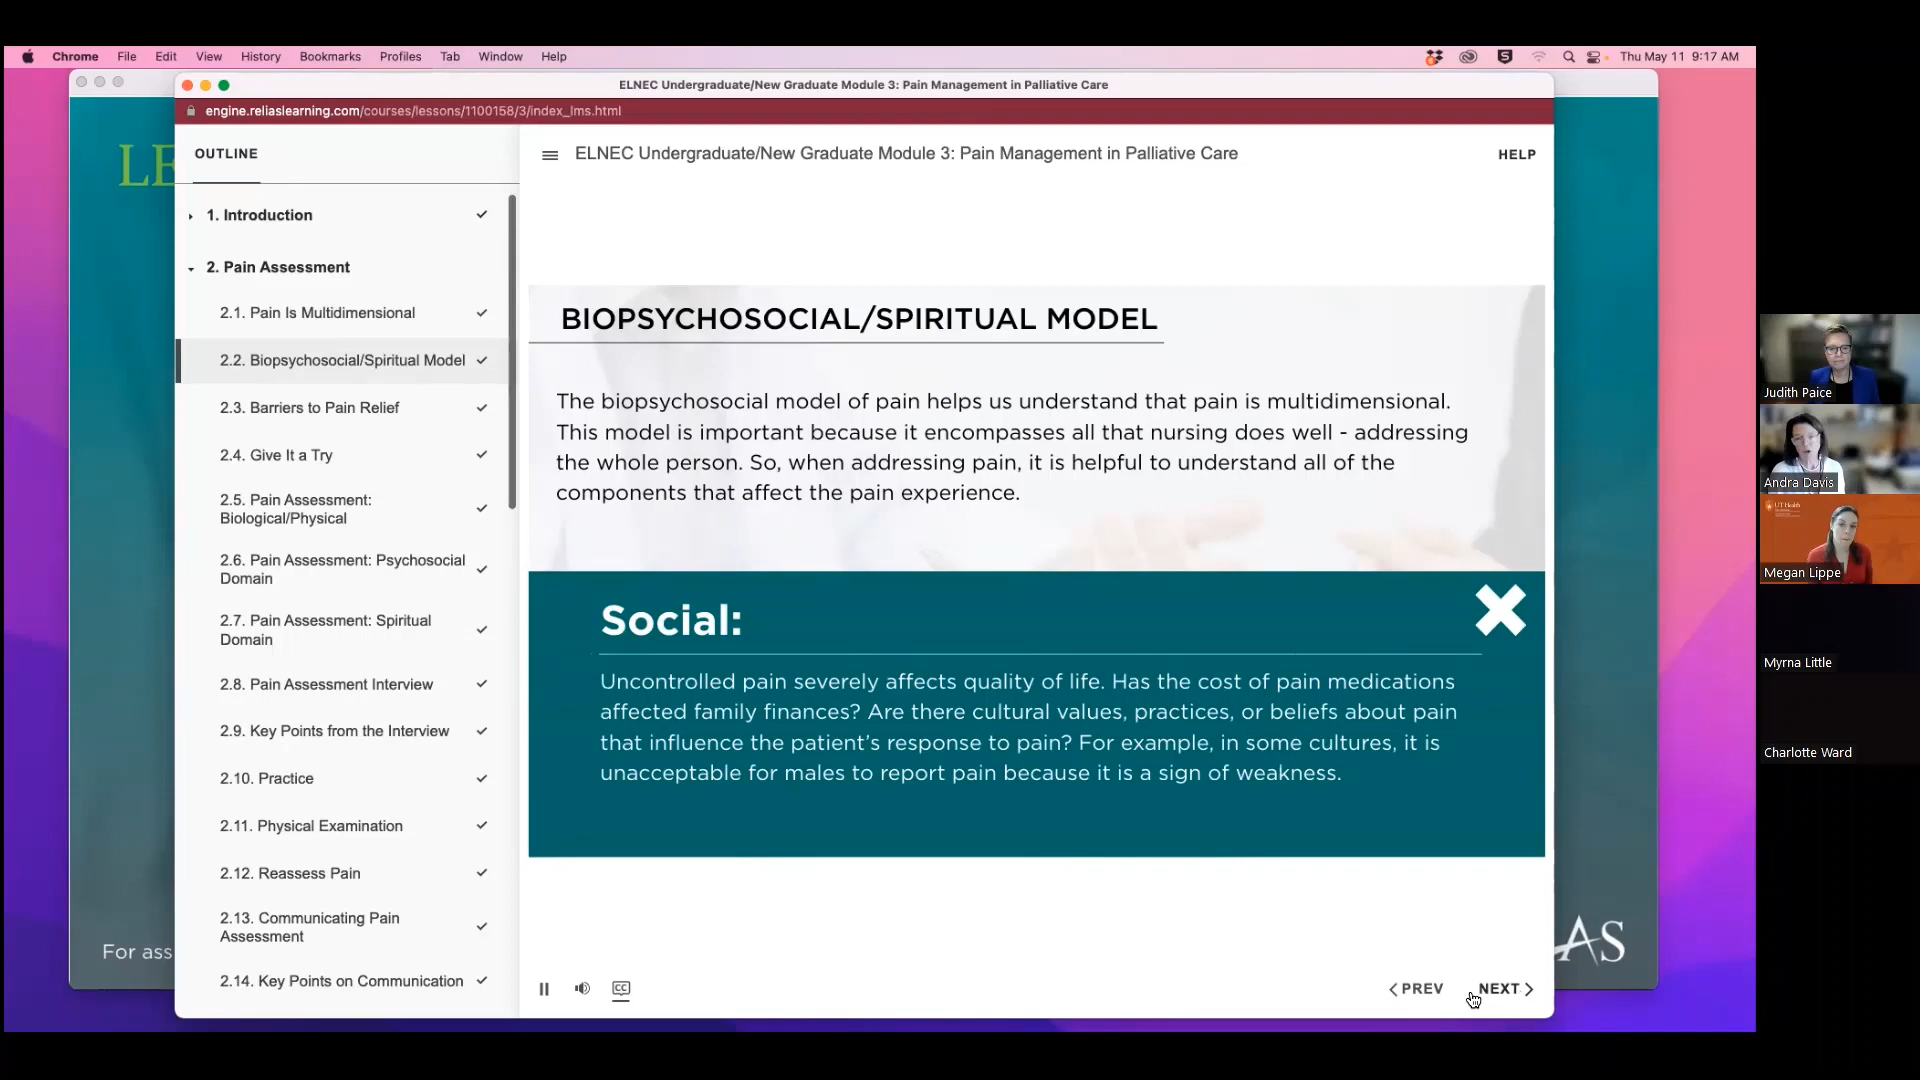 Chrome File Edit View History Bookmarks Profiles Tab Window Help
Thu May 11 9:17 AM
ELNEC Undergraduate/New Graduate Module 3: Pain Management in Palliative Care
engine.reliaslearning.com/courses/lessons/1100158/3/index_lms.html
LE
OUTLINE
1. Introduction
2. Pain Assessment
2.1. Pain Is Multidimensional
2.2. Biopsychosocial/Spiritual Model
2.3. Barriers to Pain Relief
2.4. Give It a Try
2.5. Pain Assessment:
Biological/Physical
2.6. Pain Assessment: Psychosocial
Domain
2.7. Pain Assessment: Spiritual
Domain
2.8. Pain Assessment Interview
2.9. Key Points from the Interview
2.10. Practice
2.11. Physical Examination
2.12. Reassess Pain
2.13. Communicating Pain
Assessment
2.14. Key Points on Communication
For ass
ELNEC Undergraduate/New Graduate Module 3: Pain Management in Palliative Care
HELP
BIOPSYCHOSOCIAL/SPIRITUAL MODEL
The biopsychosocial model of pain helps us understand that pain is multidimensional.
This model is important because it encompasses all that nursing does well - addressing
the whole person. So, when addressing pain, it is helpful to understand all of the
components that affect the pain experience.
Social:
Uncontrolled pain severely affects quality of life. Has the cost of pain medications
affected family finances? Are there cultural values, practices, or beliefs about pain
that influence the patient’s response to pain? For example, in some cultures, it is
unacceptable for males to report pain because it is a sign of weakness.
CC
PREV
NEXT
AS
Judith Paice
Andra Davis
UT Health
Megan Lippe
Myrna Little
Charlotte Ward